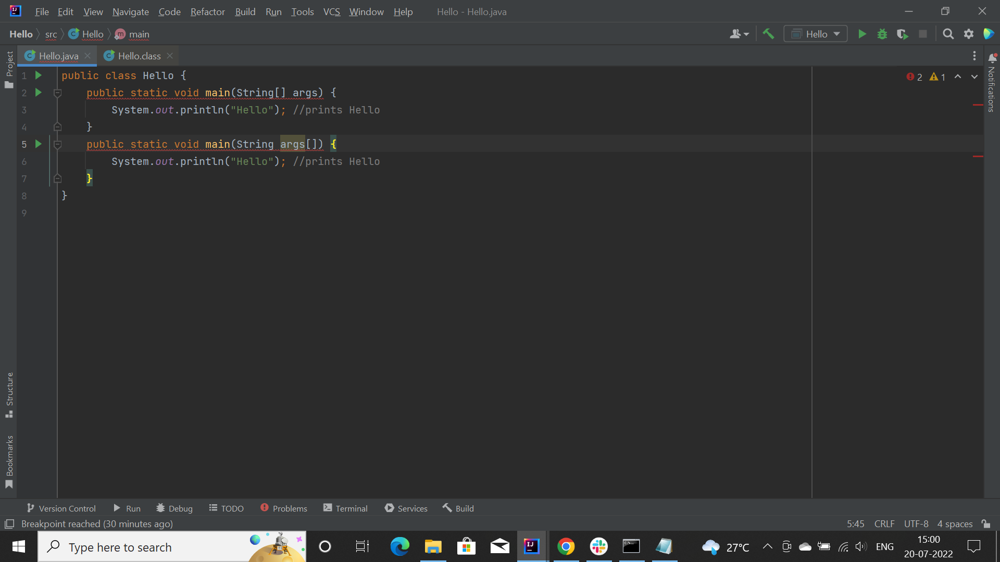 File Edit View Navigate Code Refactor Build Run Tools VCS Window Help Hello - Hello.java
Hello src Hello main Hello
Hello.java Hello.class
Project
Notifications
2 1
1 public class Hello {
2 public static void main(String[] args) {
3 System.out.println("Hello"); //prints Hello
4 }
5 public static void main(String args[]) {
6 System.out.println("Hello"); //prints Hello
7 }
8 }
9
Structure
Bookmarks
Version Control Run Debug TODO Problems Terminal Services Build
Breakpoint reached (30 minutes ago) 5:45 CRLF UTF-8 4 spaces
Type here to search 27°C ENG 15:00
20-07-2022